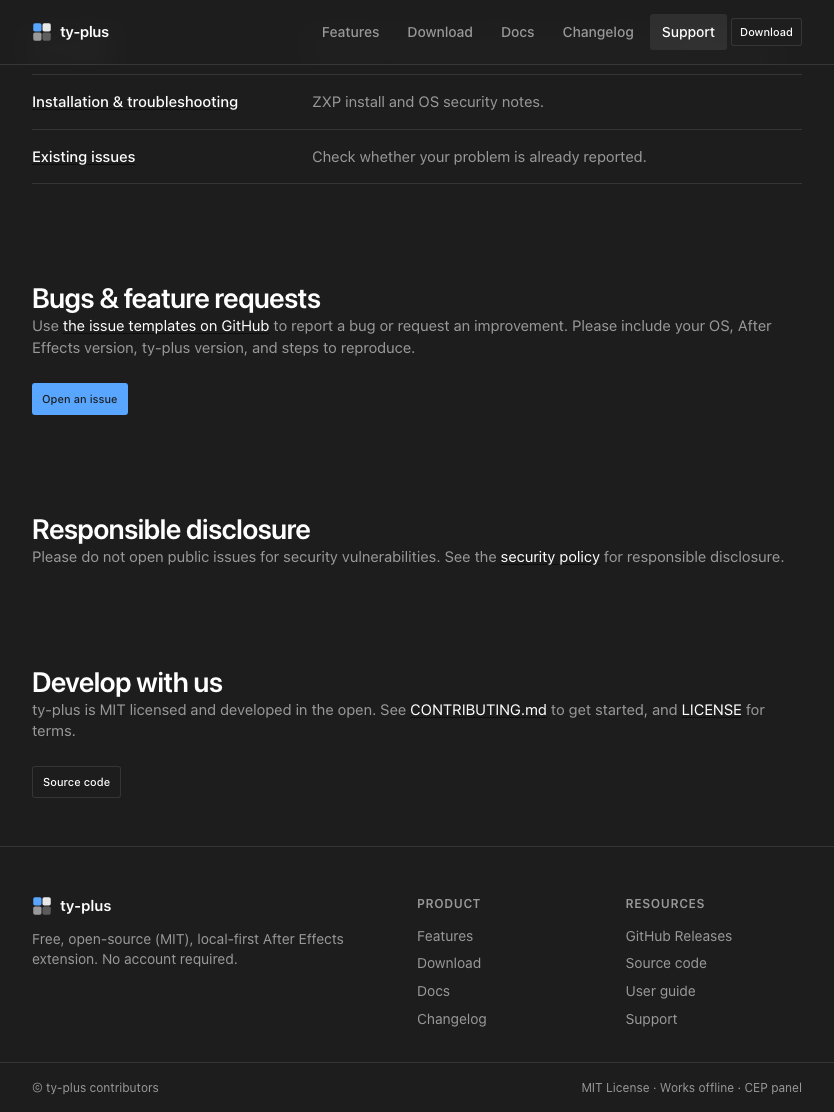 ty-plus
Features Download Docs Changelog Support Download
Installation & troubleshooting ZXP install and OS security notes.
Existing issues Check whether your problem is already reported.
Bugs & feature requests
Use the issue templates on GitHub to report a bug or request an improvement. Please include your OS, After
Effects version, ty-plus version, and steps to reproduce.
Open an issue
Responsible disclosure
Please do not open public issues for security vulnerabilities. See the security policy for responsible disclosure.
Develop with us
ty-plus is MIT licensed and developed in the open. See CONTRIBUTING.md to get started, and LICENSE for
terms.
Source code
ty-plus
Free, open-source (MIT), local-first After Effects
extension. No account required.
PRODUCT
Features
Download
Docs
Changelog
RESOURCES
GitHub Releases
Source code
User guide
Support
© ty-plus contributors
MIT License · Works offline · CEP panel